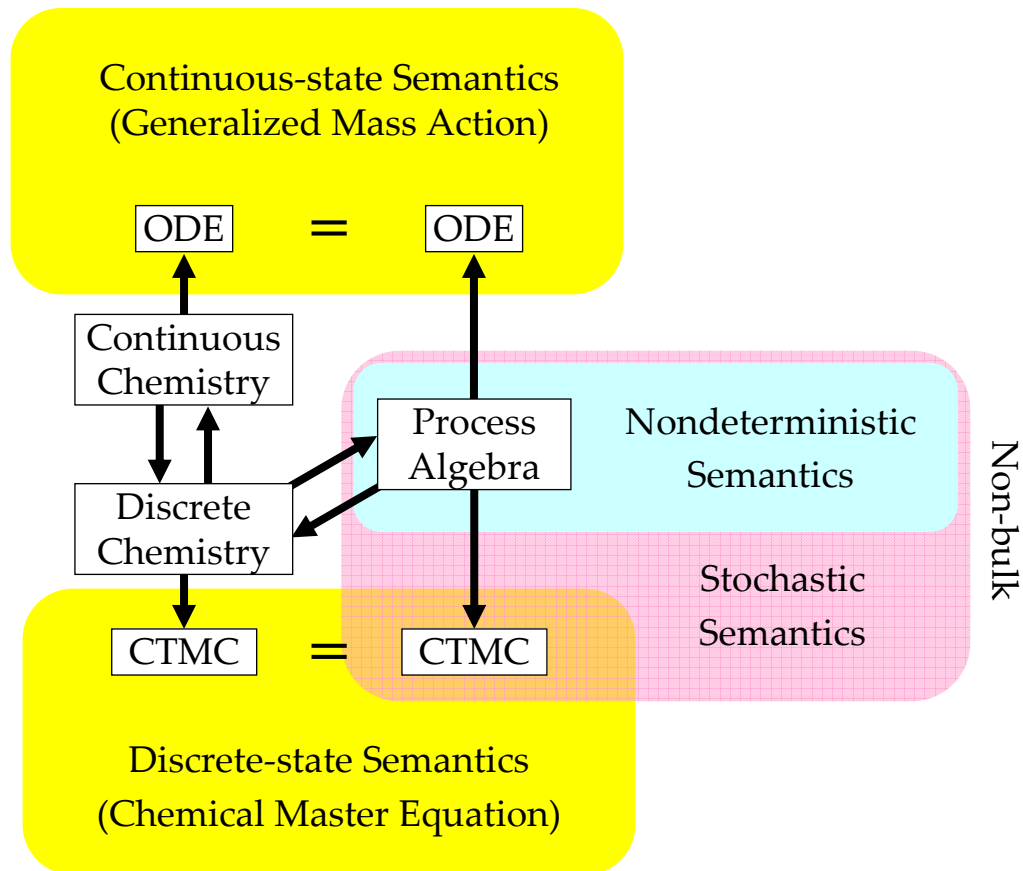 Continuous-state Semantics
(Generalized Mass Action)
ODE
=
ODE
Continuous
Chemistry
Process
Algebra
Nondeterministic
Semantics
Non-bulk
Discrete
Chemistry
Stochastic
Semantics
CTMC
=
CTMC
Discrete-state Semantics
(Chemical Master Equation)